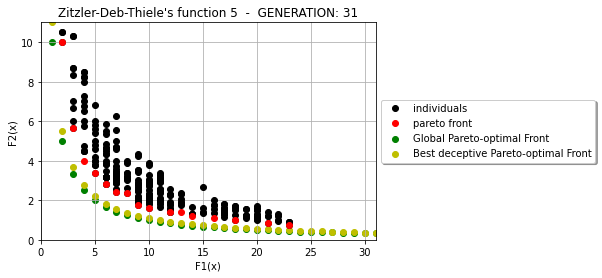 Zitzler-Deb-Thiele's function 5 - GENERATION: 31
F2(x)
10
8
6
4
2
0
0 5 10 15 20 25 30
F1(x)
individuals
pareto front
Global Pareto-optimal Front
Best deceptive Pareto-optimal Front